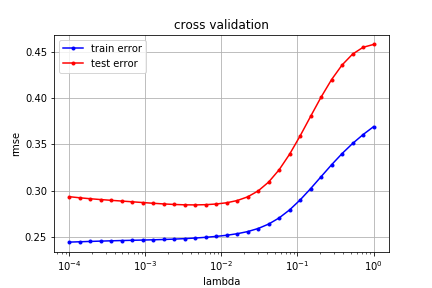 cross validation
train error
test error
0.45
0.40
0.35
0.30
0.25
rmse
10⁻⁴ 10⁻³ 10⁻² 10⁻¹ 10⁰
lambda